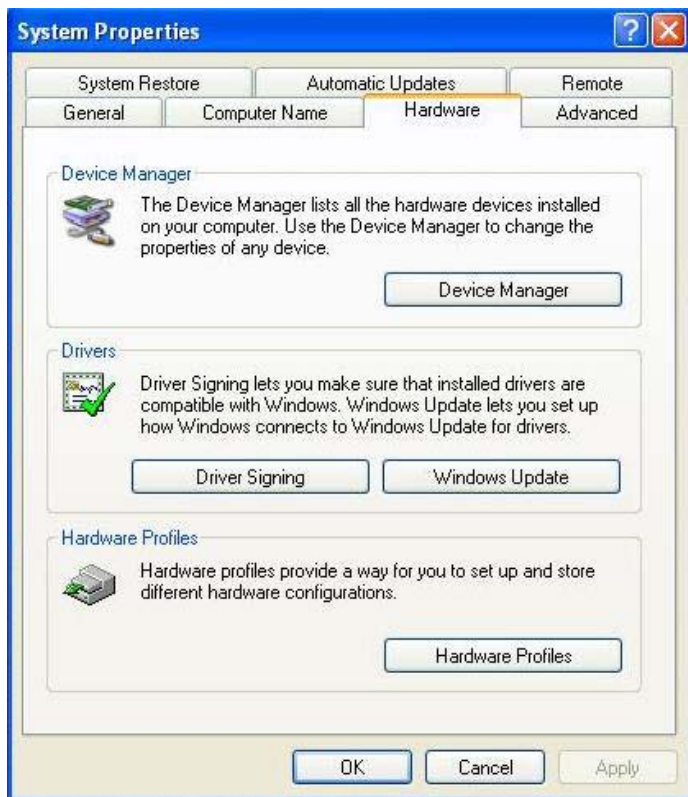 System Properties
System Restore
Automatic Updates
Remote
General
Computer Name
Hardware
Advanced
Device Manager
The Device Manager lists all the hardware devices installed
on your computer. Use the Device Manager to change the
properties of any device.
Device Manager
Drivers
Driver Signing lets you make sure that installed drivers are
compatible with Windows. Windows Update lets you set up
how Windows connects to Windows Update for drivers.
Driver Signing
Windows Update
Hardware Profiles
Hardware profiles provide a way for you to set up and store
different hardware configurations.
Hardware Profiles
OK
Cancel
Apply